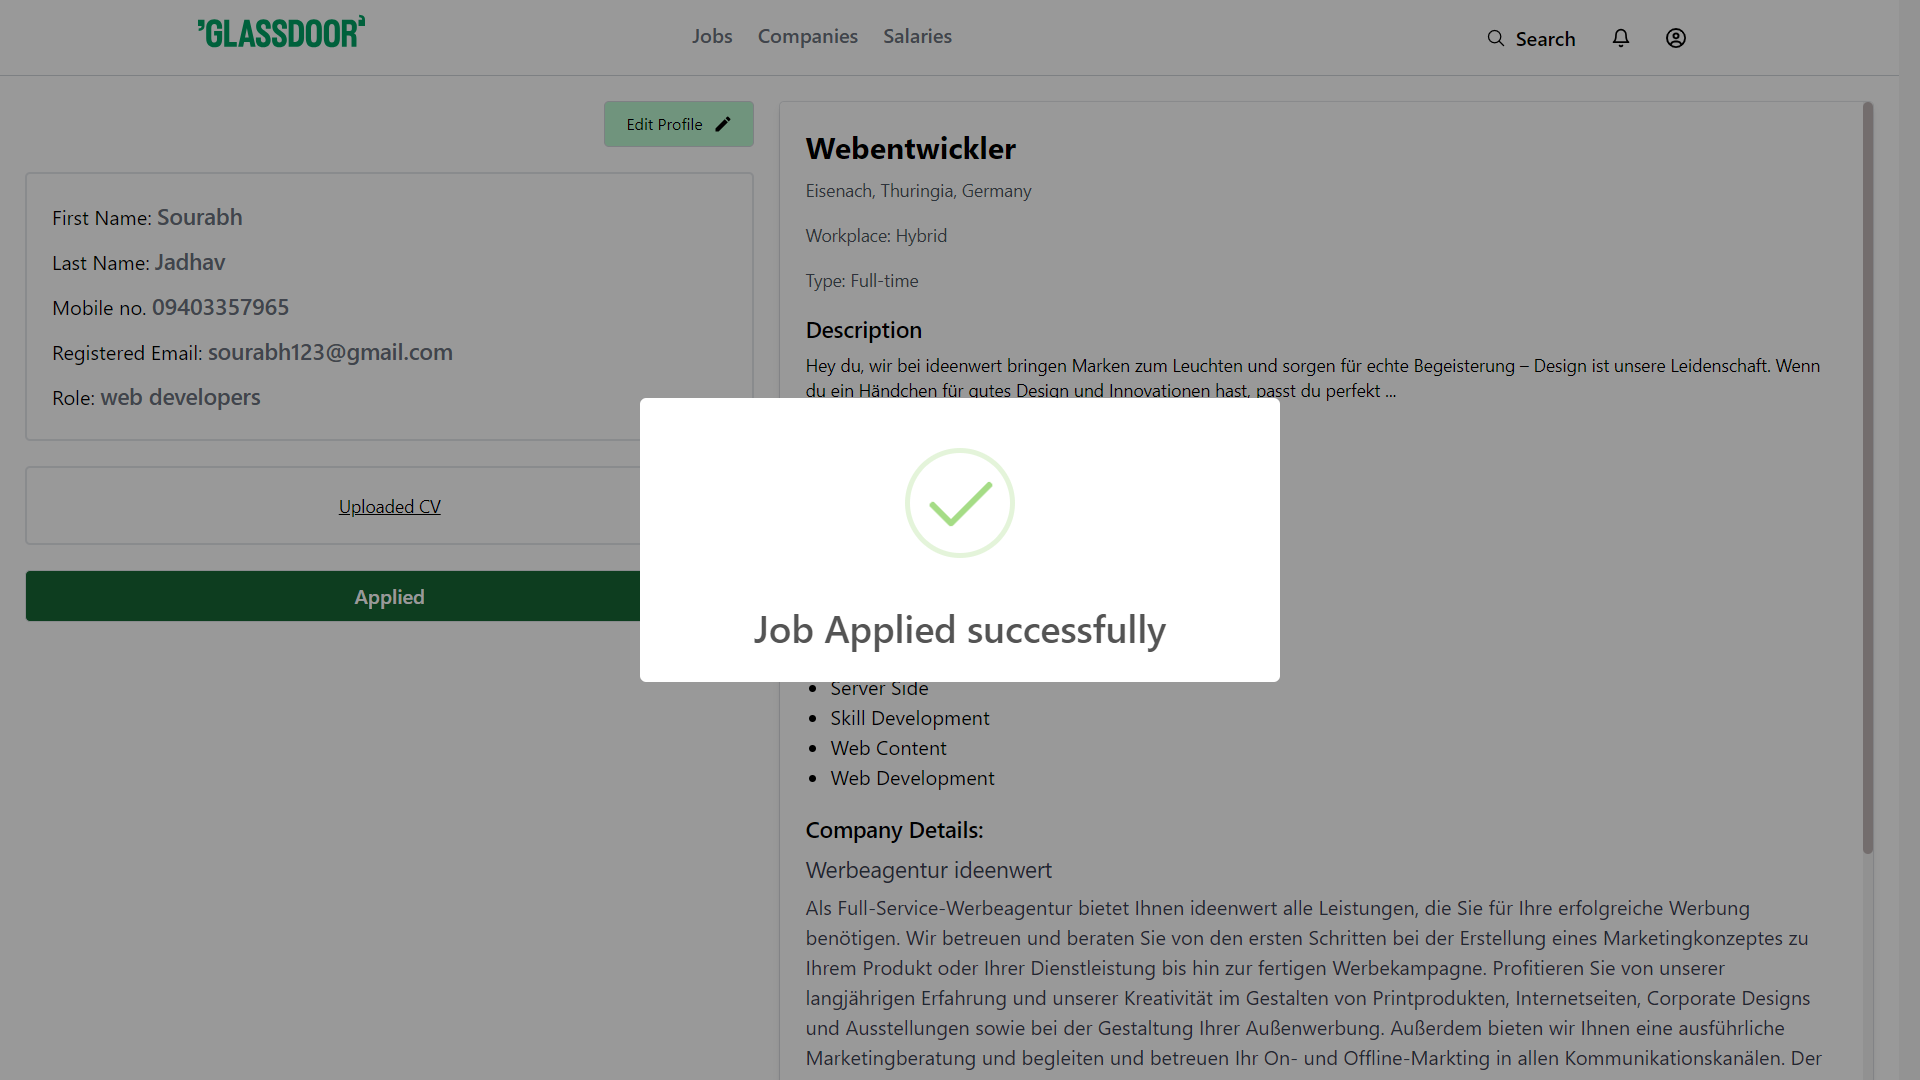 GLASSDOOR
Jobs Companies Salaries
Search
Edit Profile
First Name: Sourabh
Last Name: Jadhav
Mobile no. 09403357965
Registered Email: sourabh123@gmail.com
Role: web developers
Uploaded CV
Applied
Webentwickler
Eisenach, Thuringia, Germany
Workplace: Hybrid
Type: Full-time
Description
Hey du, wir bei ideenwert bringen Marken zum Leuchten und sorgen für echte Begeisterung – Design ist unsere Leidenschaft. Wenn
du ein Händchen für gutes Design und Innovationen hast, passt du perfekt ...
Job Applied successfully
Server Side
Skill Development
Web Content
Web Development
Company Details:
Werbeagentur ideenwert
Als Full-Service-Werbeagentur bietet Ihnen ideenwert alle Leistungen, die Sie für Ihre erfolgreiche Werbung
benötigen. Wir betreuen und beraten Sie von den ersten Schritten bei der Erstellung eines Marketingkonzeptes zu
Ihrem Produkt oder Ihrer Dienstleistung bis hin zur fertigen Werbekampagne. Profitieren Sie von unserer
langjährigen Erfahrung und unserer Kreativität im Gestalten von Printprodukten, Internetseiten, Corporate Designs
und Ausstellungen sowie bei der Gestaltung Ihrer Außenwerbung. Außerdem bieten wir Ihnen eine ausführliche
Marketingberatung und begleiten und betreuen Ihr On- und Offline-Markting in allen Kommunikationskanälen. Der